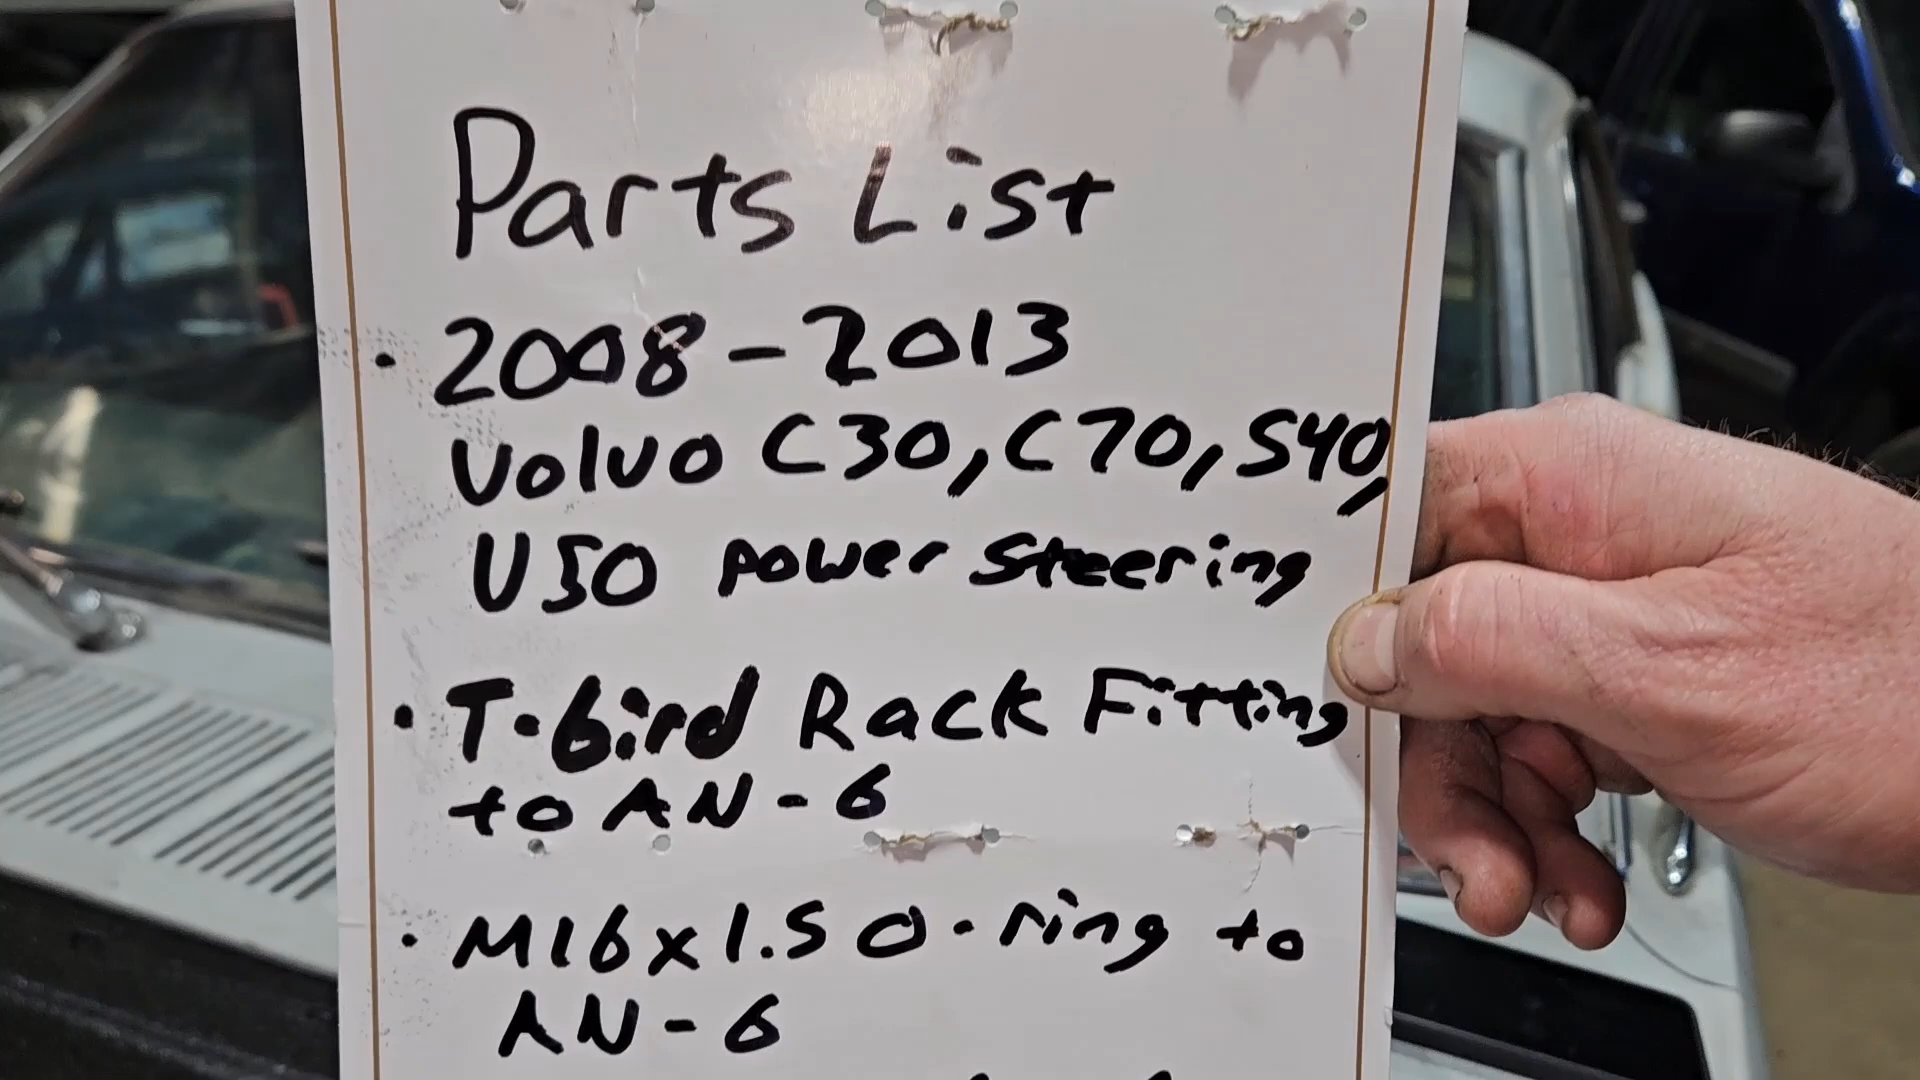 Parts List
• 2008-2013
Volvo C30, C70, S40,
V50 power steering
• T-bird Rack Fitting
to AN-6
• M16x1.5 O-ring to
AN-6